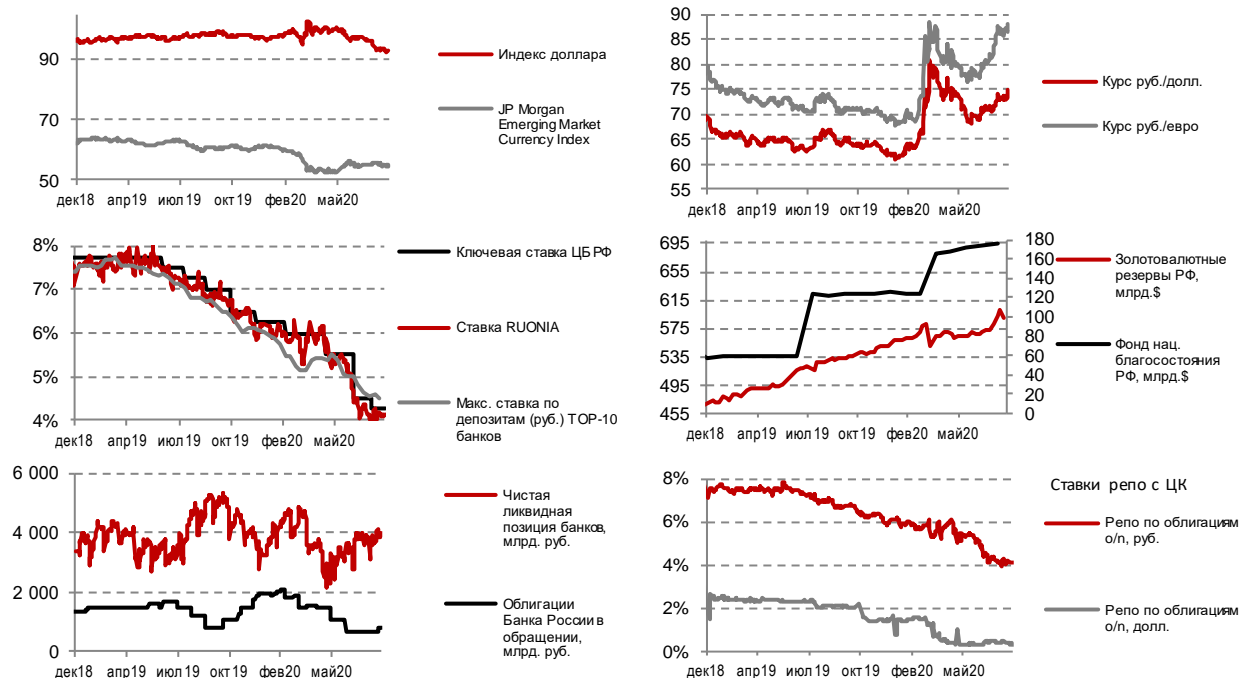 90
70
50
дек18 апр19 июл19 окт19 фев20 май20
Индекс доллара
JP Morgan
Emerging Market
Currency Index
90
85
80
75
70
65
60
55
дек18 апр19 июл19 окт19 фев20 май20
Курс руб./долл.
Курс руб./евро
8%
7%
6%
5%
4%
дек18 апр19 июл19 окт19 фев20 май20
Ключевая ставка ЦБ РФ
Ставка RUONIA
Макс. ставка по
депозитам (руб.) TOP-10
банков
695
655
615
575
535
495
455
180
160
140
120
100
80
60
40
20
0
дек18 апр19 июл19 окт19 фев20 май20
Золотовалютные
резервы РФ,
млрд.$
Фонд нац.
благосостояния
РФ, млрд.$
6 000
4 000
2 000
0
дек18 апр19 июл19 окт19 фев20 май20
Чистая
ликвидная
позиция банков,
млрд. руб.
Облигации
Банка России в
обращении,
млрд. руб.
8%
6%
4%
2%
0%
дек18 апр19 июл19 окт19 фев20 май20
Ставки репо с ЦК
Репо по облигациям
o/n, руб.
Репо по облигациям
o/n, долл.